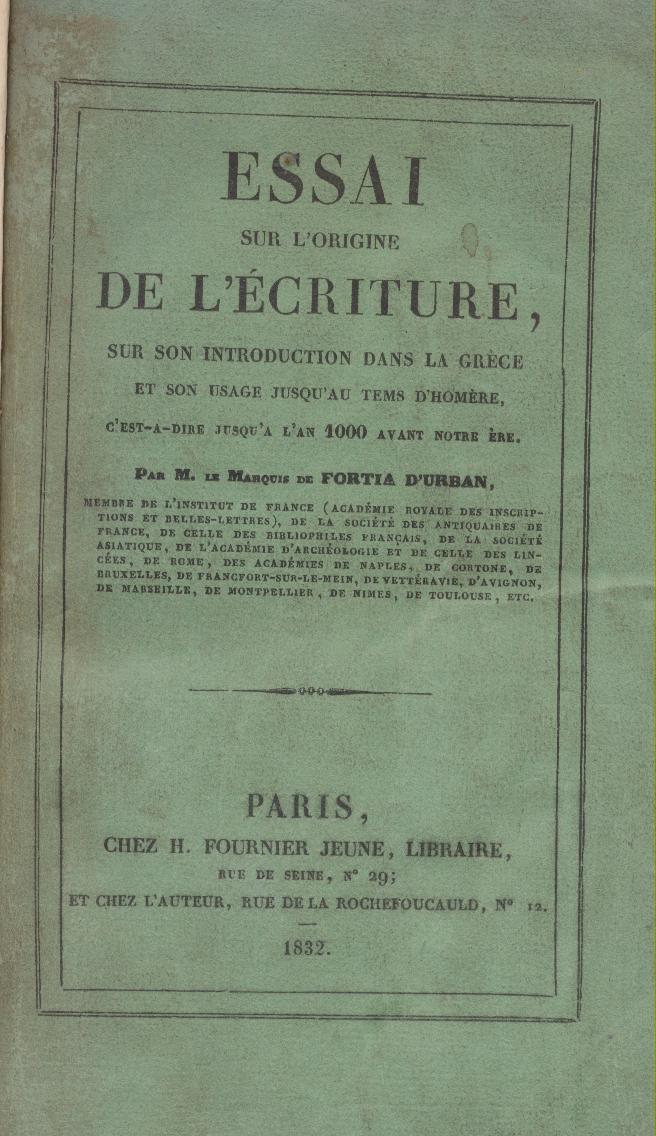 ESSAI
SUR L'ORIGINE
DE L'ÉCRITURE,
SUR SON INTRODUCTION DANS LA GRÈCE
ET SON USAGE JUSQU'AU TEMS D'HOMÈRE,
C'EST-A-DIRE JUSQU'A L'AN 1000 AVANT NOTRE ÈRE.
PAR M. LE MARQUIS DE FORTIA D'URBAN,
MEMBRE DE L'INSTITUT DE FRANCE (ACADÉMIE ROYALE DES INSCRIP-
TIONS ET BELLES-LETTRES), DE LA SOCIÉTÉ DES ANTIQUAIRES DE
FRANCE, DE CELLE DES BIBLIOPHILES FRANÇAIS, DE LA SOCIÉTÉ
ASIATIQUE, DE L'ACADÉMIE D'ARCHÉOLOGIE ET DE CELLE DES LIN-
CÉES, DE ROME, DES ACADÉMIES DE NAPLES, DE CORTONE, DE
BRUXELLES, DE FRANCFORT-SUR-LE-MEIN, DE VETTÉRAVIE, D'AVIGNON,
DE MARSEILLE, DE MONTPELLIER, DE NIMES, DE TOULOUSE, ETC.
PARIS,
CHEZ H. FOURNIER JEUNE, LIBRAIRE,
RUE DE SEINE, N° 29;
ET CHEZ L'AUTEUR, RUE DE LA ROCHEFOUCAULD, N° 12.
1832.